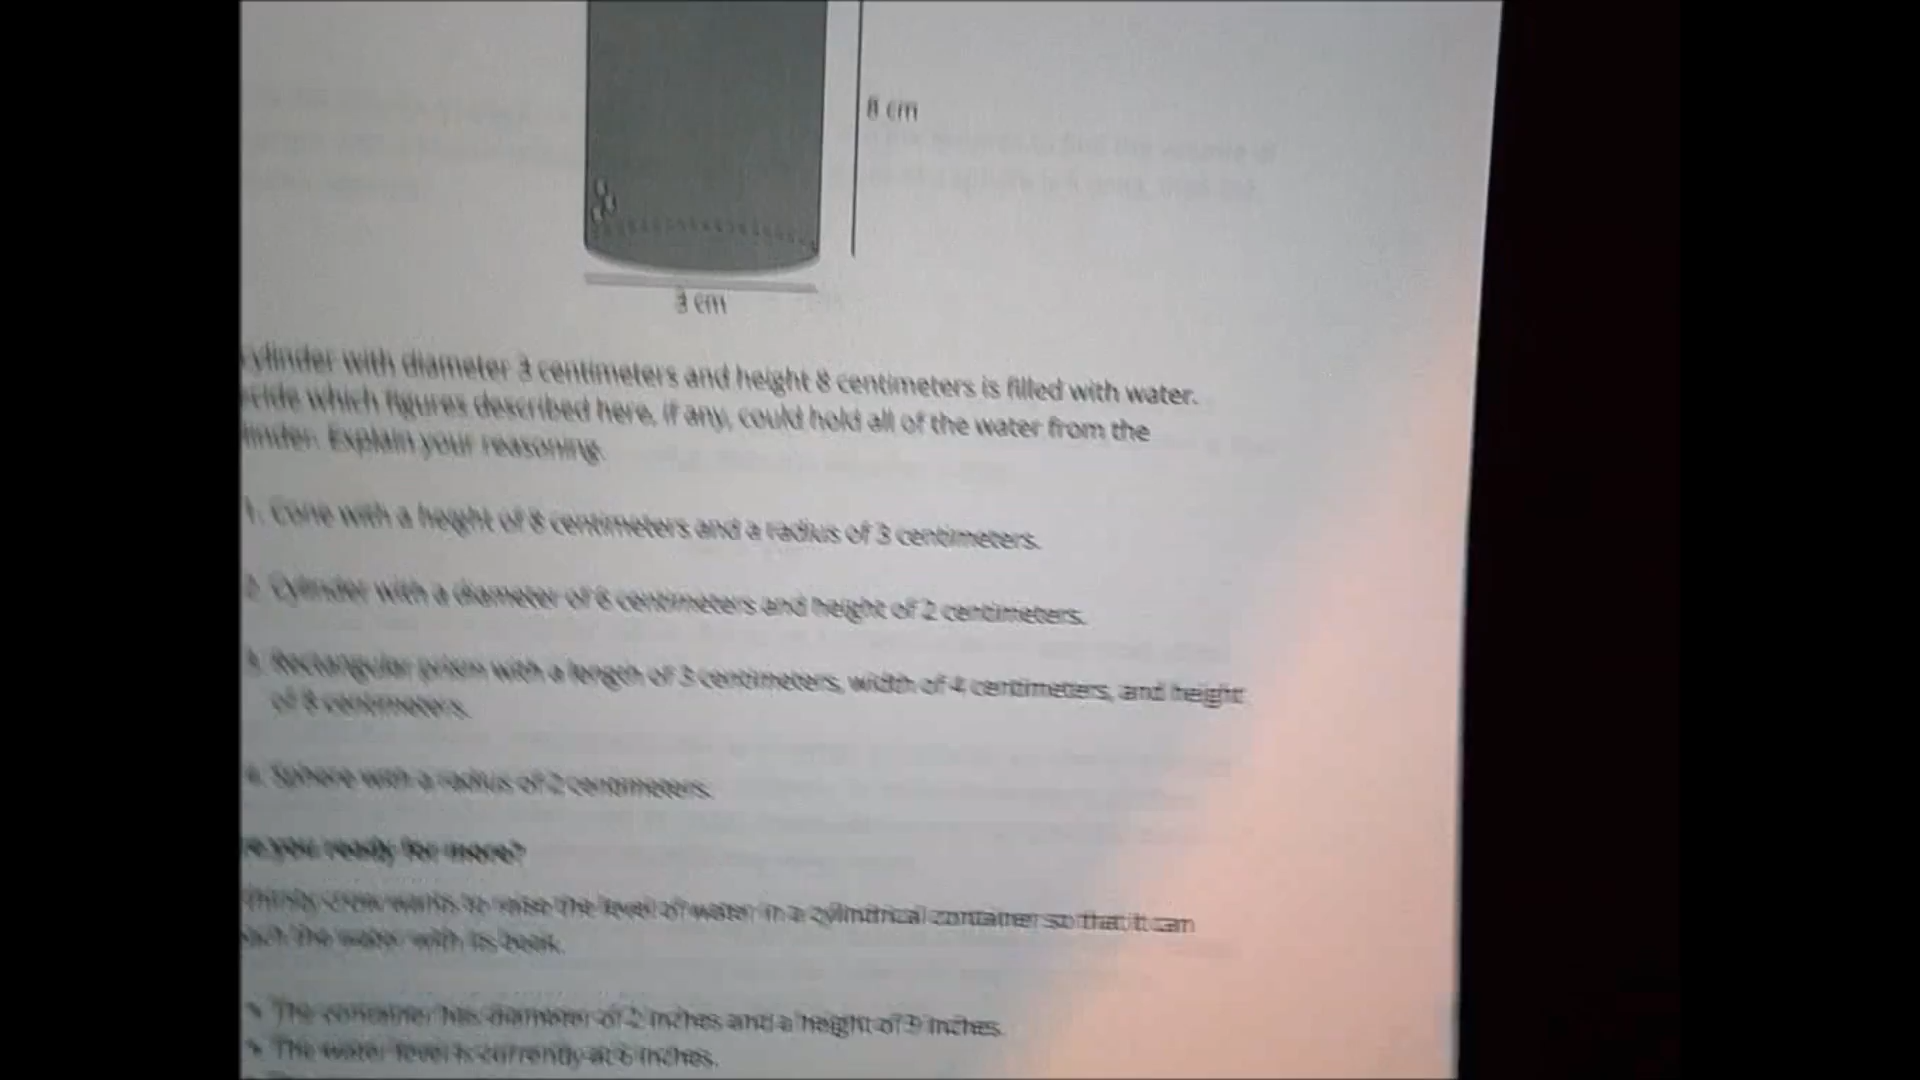 8 cm
3 cm
ylinder with diameter 3 centimeters and height 8 centimeters is filled with water.
ecide which figures described here, if any, could hold all of the water from the
linder. Explain your reasoning.
1. Cone with a height of 8 centimeters and a radius of 3 centimeters.
2. Cylinder with a diameter of 6 centimeters and height of 2 centimeters.
3. Rectangular prism with a length of 3 centimeters, width of 4 centimeters, and height
of 8 centimeters.
4. Sphere with a radius of 2 centimeters.
re you ready for more?
thirsty crow wants to raise the level of water in a cylindrical container so that it can
each the water with its beak.
• The container has diameter of 2 inches and a height of 9 inches.
• The water level is currently at 6 inches.